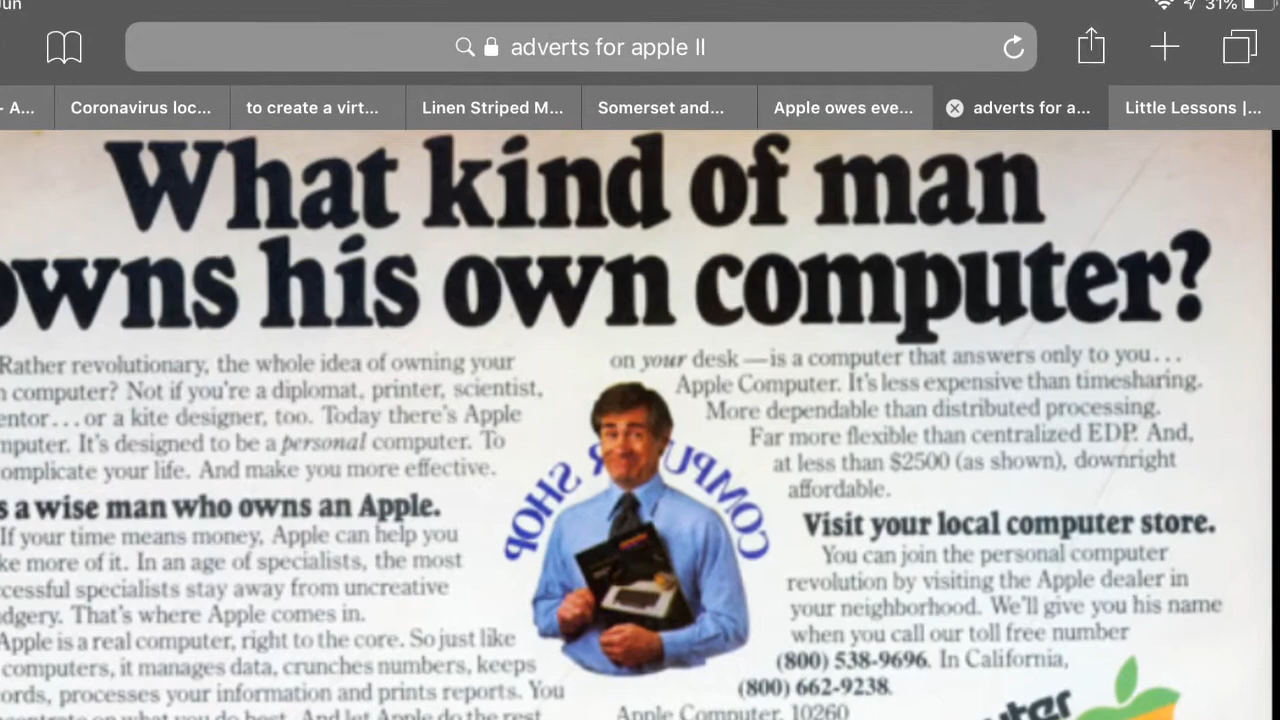 31%
adverts for apple II
- A...
Coronavirus loc...
to create a virt...
Linen Striped M...
Somerset and...
Apple owes eve...
adverts for a...
Little Lessons |...
What kind of man
owns his own computer?
Rather revolutionary, the whole idea of owning your
computer? Not if you're a diplomat, printer, scientist,
entor...or a kite designer, too. Today there's Apple
mputer. It's designed to be a personal computer. To
omplicate your life. And make you more effective.
s a wise man who owns an Apple.
If your time means money, Apple can help you
ke more of it. In an age of specialists, the most
ccessful specialists stay away from uncreative
dgery. That's where Apple comes in.
Apple is a real computer, right to the core. So just like
computers, it manages data, crunches numbers, keeps
ords, processes your information and prints reports. You
COMPUTER SHOP
on your desk—is a computer that answers only to you...
Apple Computer. It's less expensive than timesharing.
More dependable than distributed processing.
Far more flexible than centralized EDP. And,
at less than $2500 (as shown), downright
affordable.
Visit your local computer store.
You can join the personal computer
revolution by visiting the Apple dealer in
your neighborhood. We'll give you his name
when you call our toll free number
(800) 538-9696. In California,
(800) 662-9238.
Apple Computer, 10260
uter